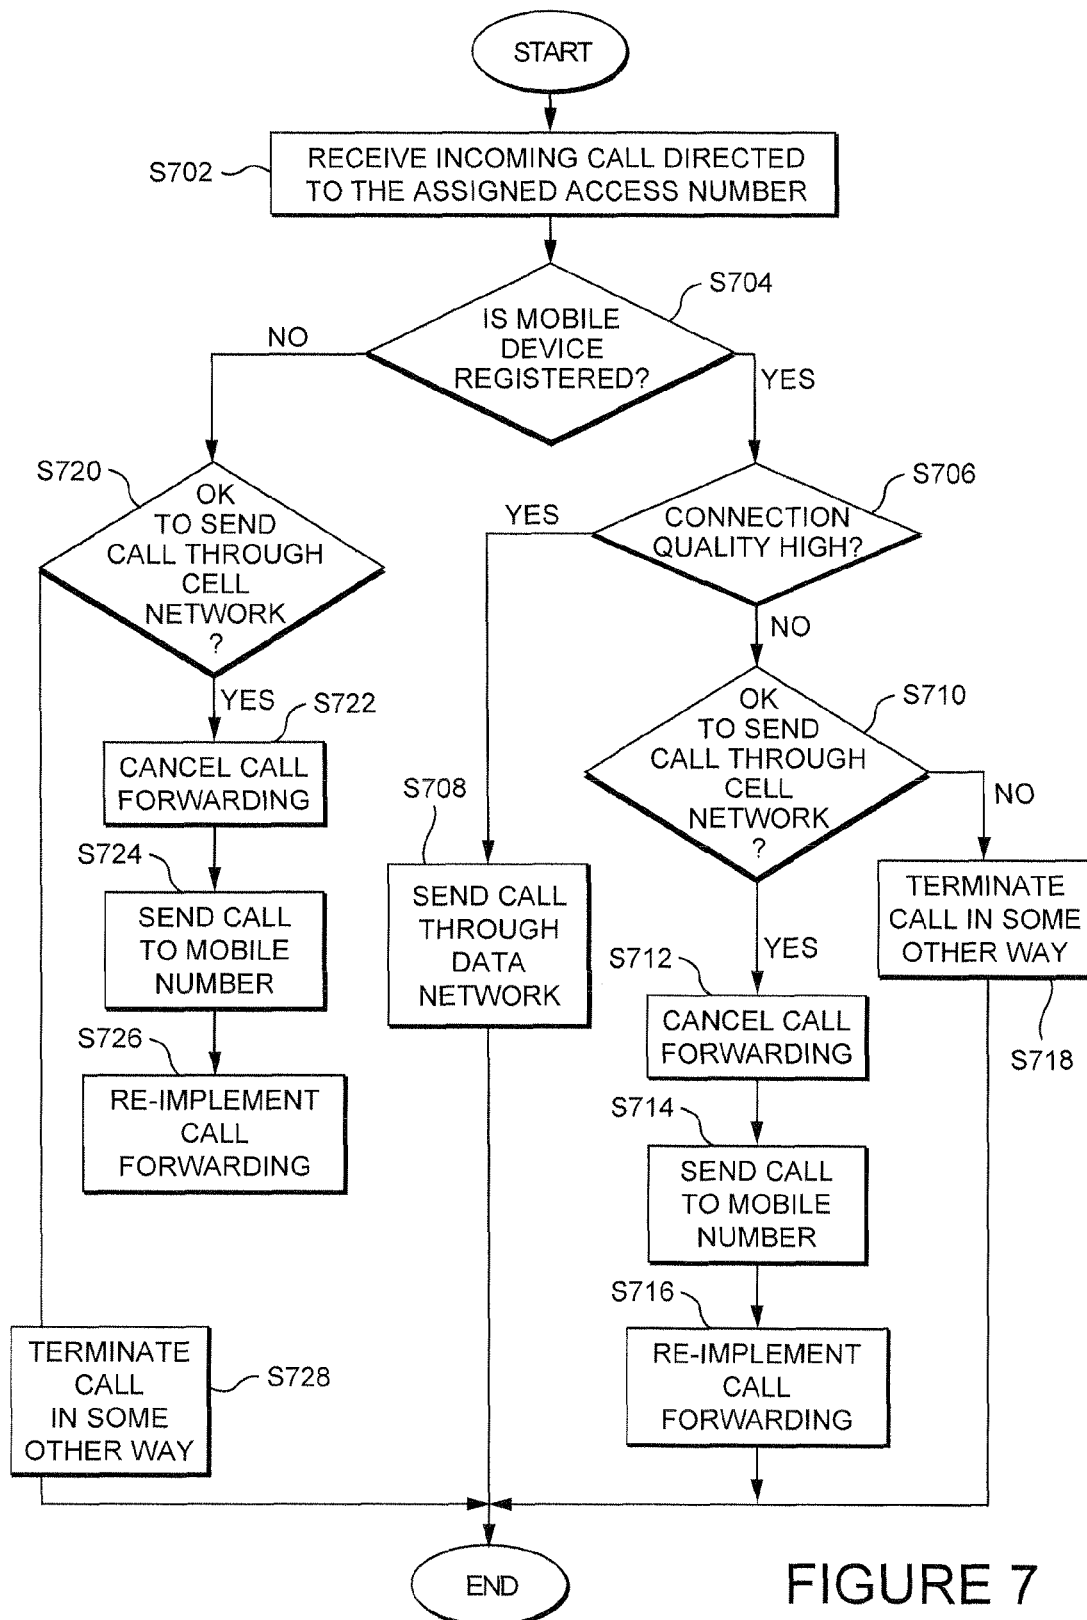 START
S702
RECEIVE INCOMING CALL DIRECTED
TO THE ASSIGNED ACCESS NUMBER
S704
IS MOBILE
DEVICE
REGISTERED?
NO
YES
S720
OK
TO SEND
CALL THROUGH
CELL
NETWORK
?
S706
CONNECTION
QUALITY HIGH?
YES
NO
YES
S722
CANCEL CALL
FORWARDING
S710
OK
TO SEND
CALL THROUGH
CELL
NETWORK
?
NO
S708
SEND CALL
THROUGH
DATA
NETWORK
S724
SEND CALL
TO MOBILE
NUMBER
TERMINATE
CALL IN SOME
OTHER WAY
S718
YES
S712
CANCEL CALL
FORWARDING
S726
RE-IMPLEMENT
CALL
FORWARDING
S714
SEND CALL
TO MOBILE
NUMBER
S716
RE-IMPLEMENT
CALL
FORWARDING
TERMINATE
CALL
IN SOME
OTHER WAY
S728
END
FIGURE 7